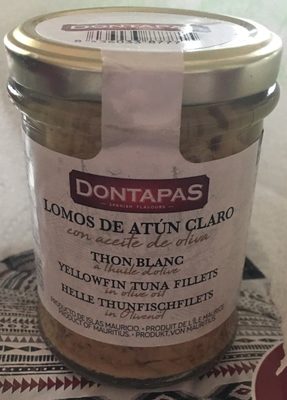 DONTAPAS
SPANISH FLAVOURS
LOMOS DE ATÚN CLARO
con aceite de oliva
THON BLANC
à l'huile d'olive
YELLOWFIN TUNA FILLETS
in olive oil
HELLE THUNFISCHFILETS
in Olivenöl
PRODUCTO DE ISLAS MAURICIO. • PRODUIT DE L'ÎLE MAURICE
PRODUCT OF MAURITIUS. • PRODUKT VON MAURITIUS